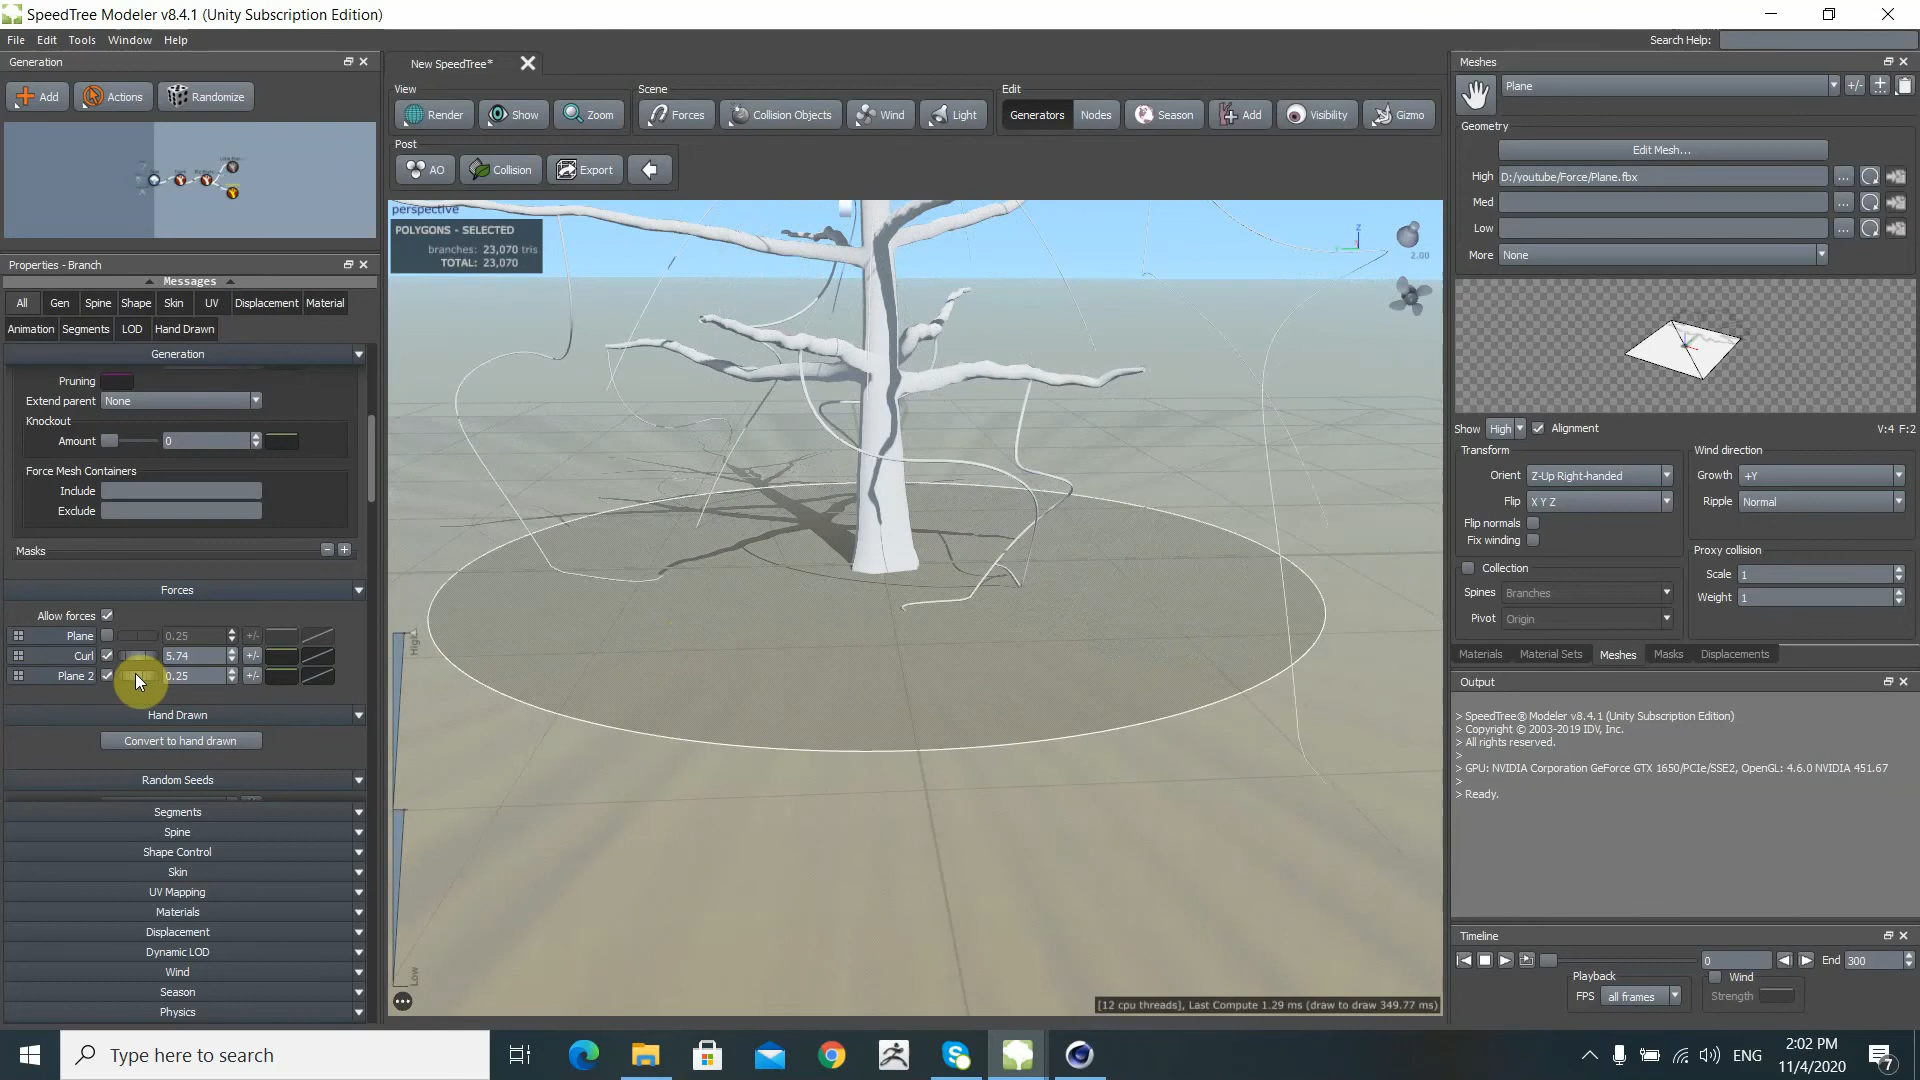 SpeedTree Modeler v8.4.1 (Unity Subscription Edition)
File Edit Tools Window Help
Search Help:
Generation
Add Actions Randomize
Properties - Branch
Messages
All Gen Spine Shape Skin UV Displacement Material
Animation Segments LOD Hand Drawn
Generation
Pruning
Extend parent None
Knockout
Amount 0
Force Mesh Containers
Include
Exclude
Masks
Forces
Allow forces
Plane 0.25 +/-
Curl 5.74 +/-
Plane 2 0.25 +/-
Hand Drawn
Convert to hand drawn
Random Seeds
Segments
Spine
Shape Control
Skin
UV Mapping
Materials
Displacement
Dynamic LOD
Wind
Season
Physics
New SpeedTree*
View
Render Show Zoom
Scene
Forces Collision Objects Wind Light
Edit
Generators Nodes Season Add Visibility Gizmo
Post
AO Collision Export
perspective
POLYGONS - SELECTED
branches: 23,070 tris
TOTAL: 23,070
Z
2.00
High
Low
[12 cpu threads], Last Compute 1.29 ms (draw to draw 349.77 ms)
Meshes
Plane +/-
Geometry
Edit Mesh...
High D:/youtube/Force/Plane.fbx ...
Med ...
Low ...
More None
Show High Alignment V:4 F:2
Transform
Orient Z-Up Right-handed
Flip X Y Z
Flip normals
Fix winding
Collection
Spines Branches
Pivot Origin
Wind direction
Growth +Y
Ripple Normal
Proxy collision
Scale 1
Weight 1
Materials Material Sets Meshes Masks Displacements
Output
> SpeedTree® Modeler v8.4.1 (Unity Subscription Edition)
> Copyright © 2003-2019 IDV, Inc.
> All rights reserved.
>
> GPU: NVIDIA Corporation GeForce GTX 1650/PCIe/SSE2, OpenGL: 4.6.0 NVIDIA 451.67
>
> Ready.
Timeline
0 End 300
Playback
FPS all frames
Wind
Strength
Type here to search
ENG
2:02 PM
11/4/2020
7